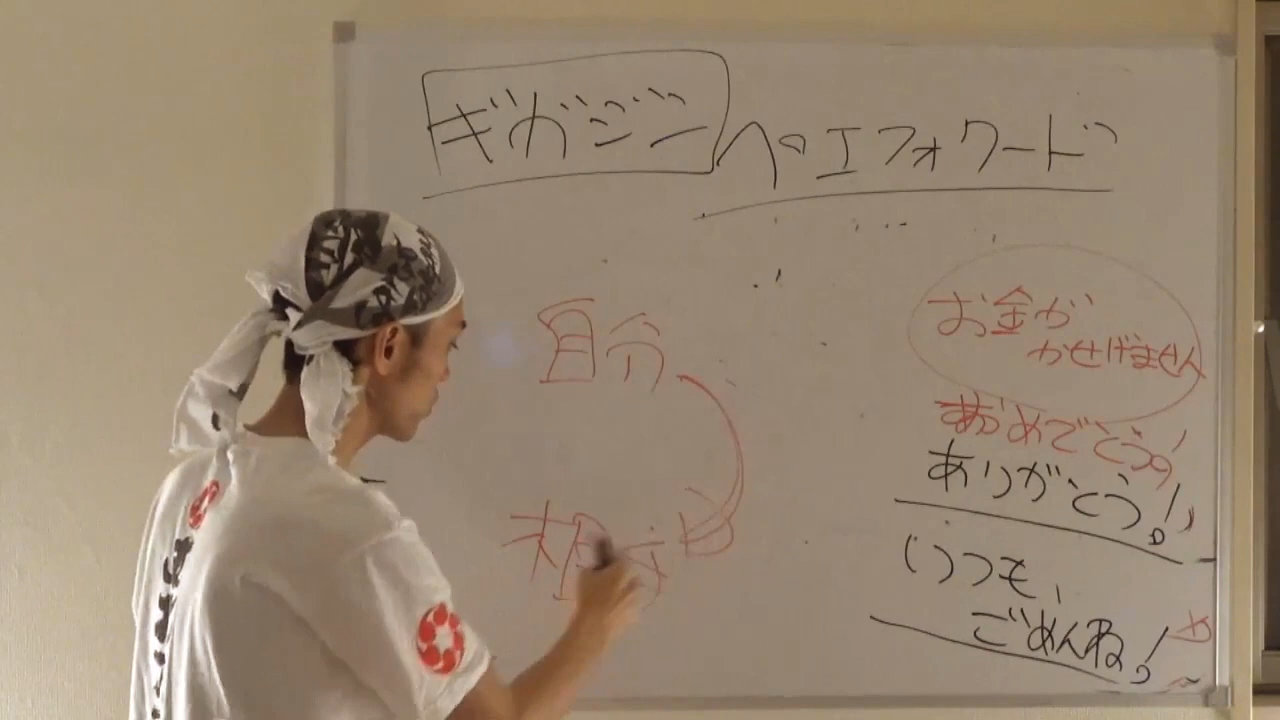 ギガジン ペイフォワード
自分
相手
お金が
かせげません
おめでとう!
ありがとう!
いつも、
ごめんね!